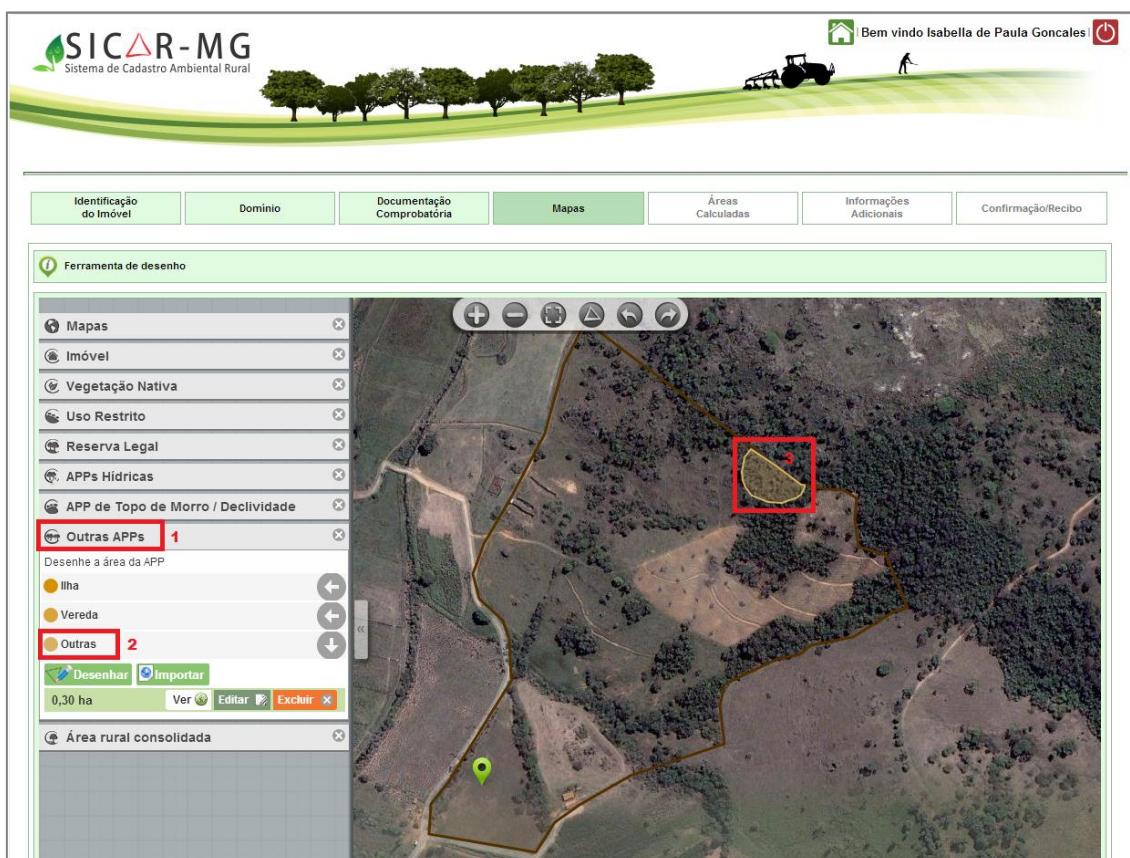 SICAR-MG
Sistema de Cadastro Ambiental Rural
Bem vindo Isabella de Paula Goncales
Identificação
do Imóvel
Domínio
Documentação
Comprobatória
Mapas
Áreas
Calculadas
Informações
Adicionais
Confirmação/Recibo
Ferramenta de desenho
Mapas
Imóvel
Vegetação Nativa
Uso Restrito
Reserva Legal
APPs Hídricas
APP de Topo de Morro / Declividade
Outras APPs 1
Desenhe a área da APP
Ilha
Vereda
Outras 2
Desenhar Importar
0,30 ha Ver Editar Excluir
Área rural consolidada
3